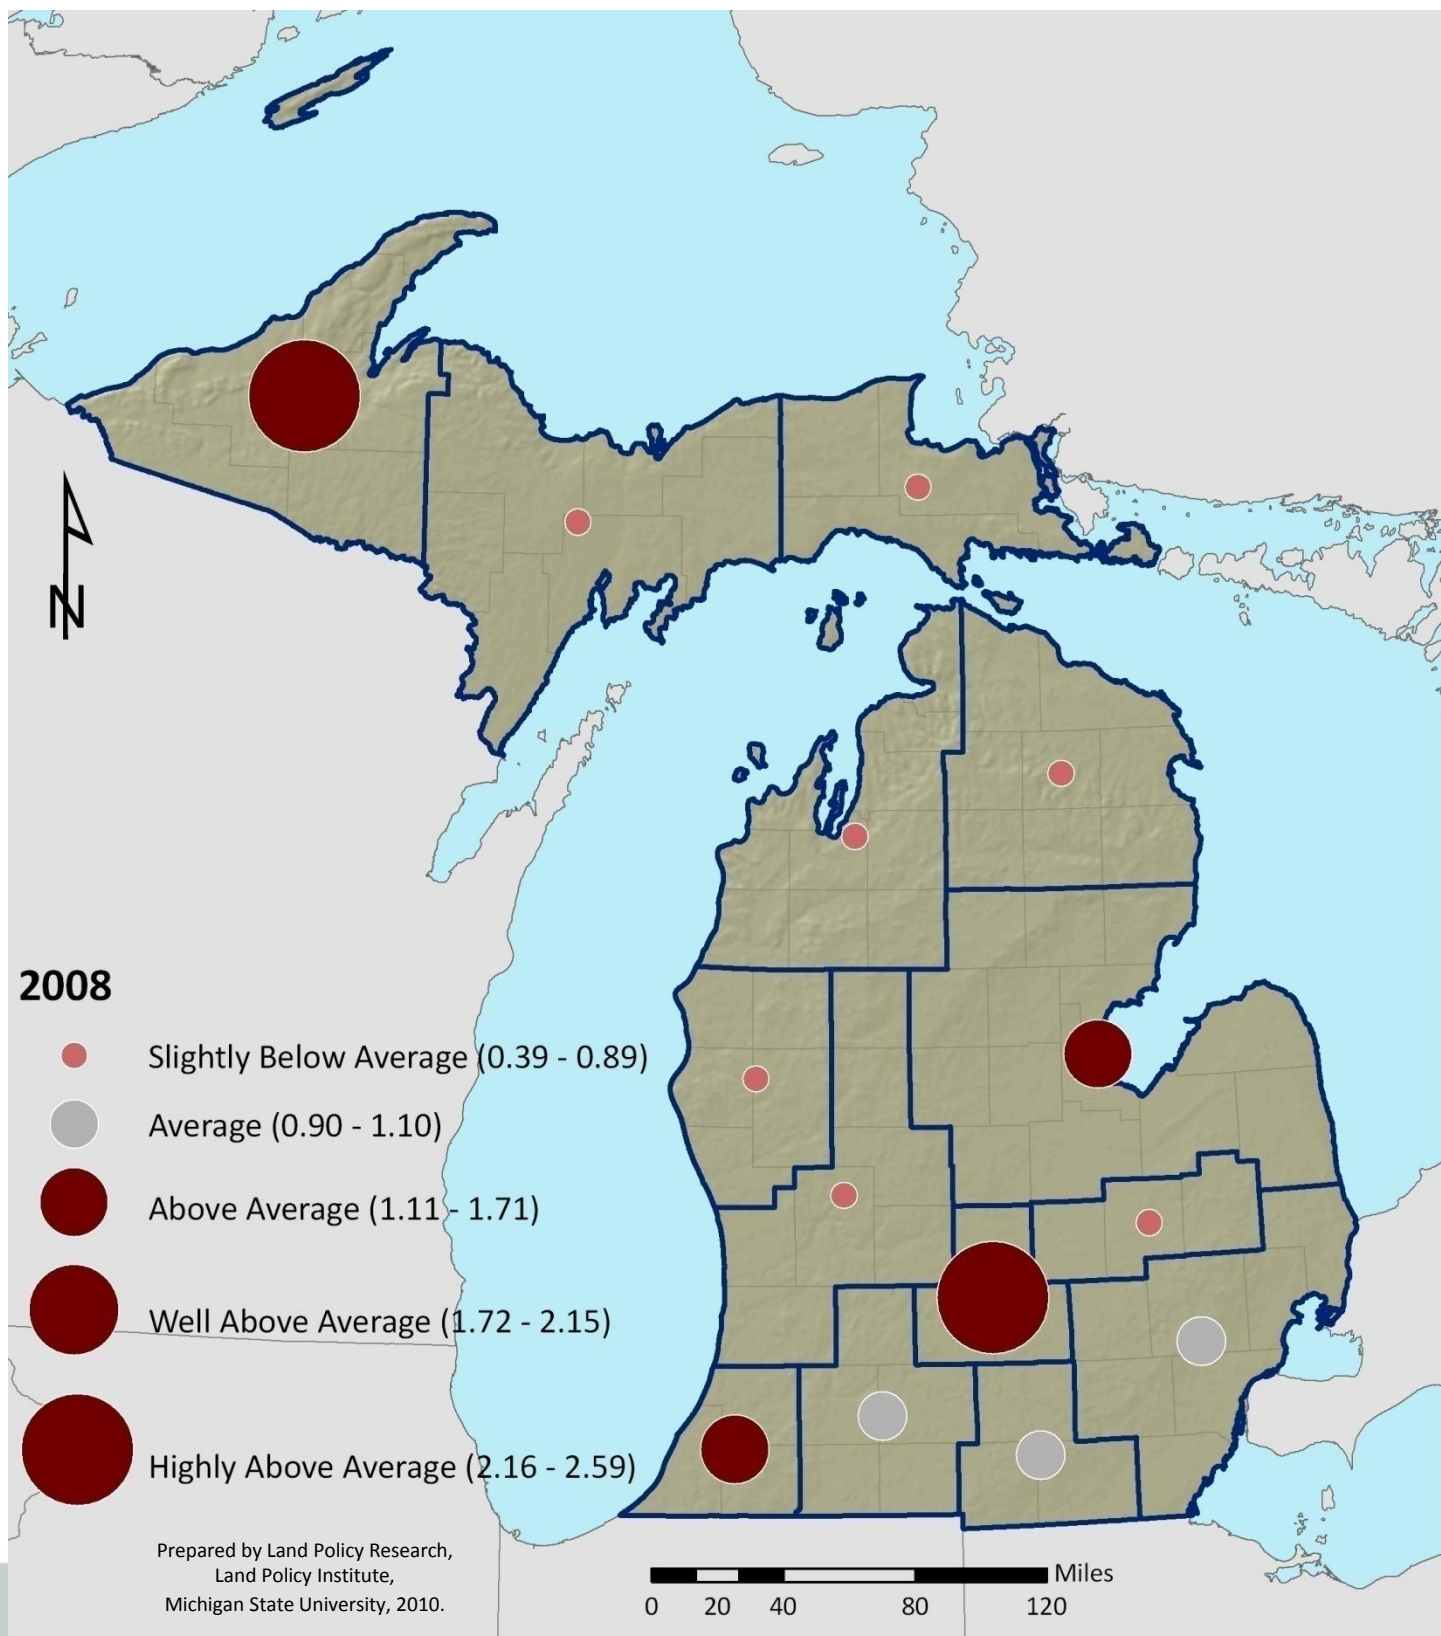 N
2008
Slightly Below Average (0.39 - 0.89)
Average (0.90 - 1.10)
Above Average (1.11 - 1.71)
Well Above Average (1.72 - 2.15)
Highly Above Average (2.16 - 2.59)
Prepared by Land Policy Research,
Land Policy Institute,
Michigan State University, 2010.
Miles
0 20 40 80 120